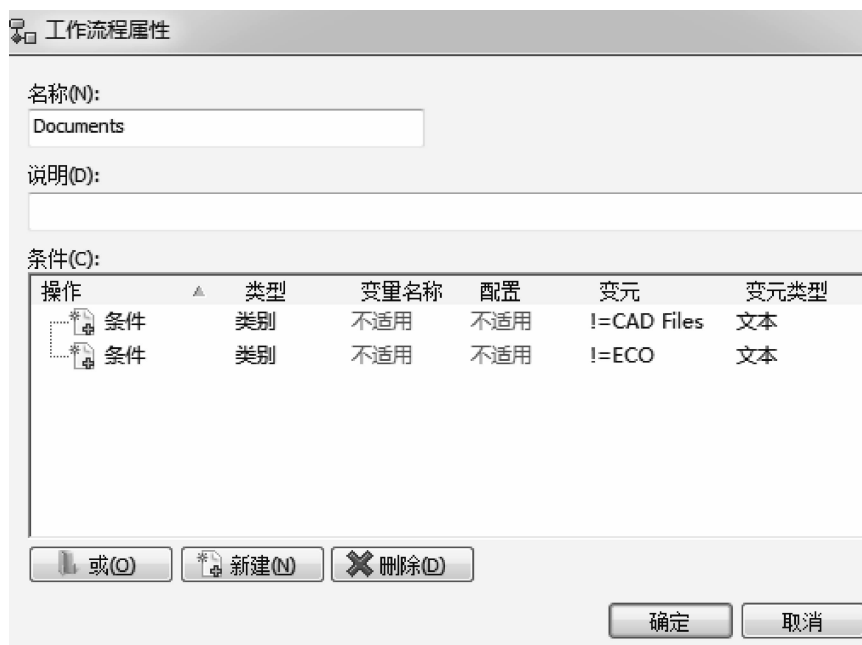 工作流程属性
名称(N):
Documents
说明(D):
条件(C):
操作 类型 变量名称 配置 变元 变元类型
条件 类别 不适用 不适用 !=CAD Files 文本
条件 类别 不适用 不适用 !=ECO 文本
或(O) 新建(N) 删除(D)
确定 取消